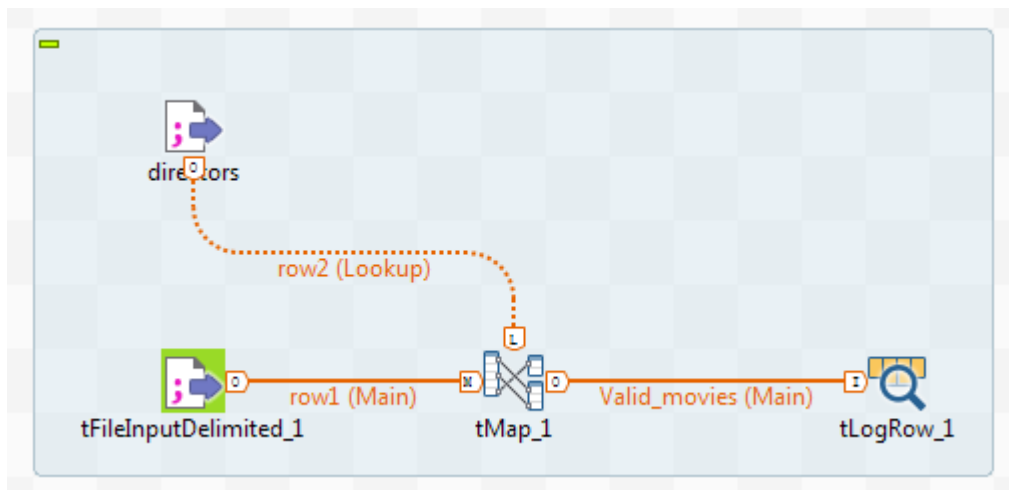 O
directors
row2 (Lookup)
L
O
row1 (Main)
M
O
Valid_movies (Main)
I
tFileInputDelimited_1
tMap_1
tLogRow_1